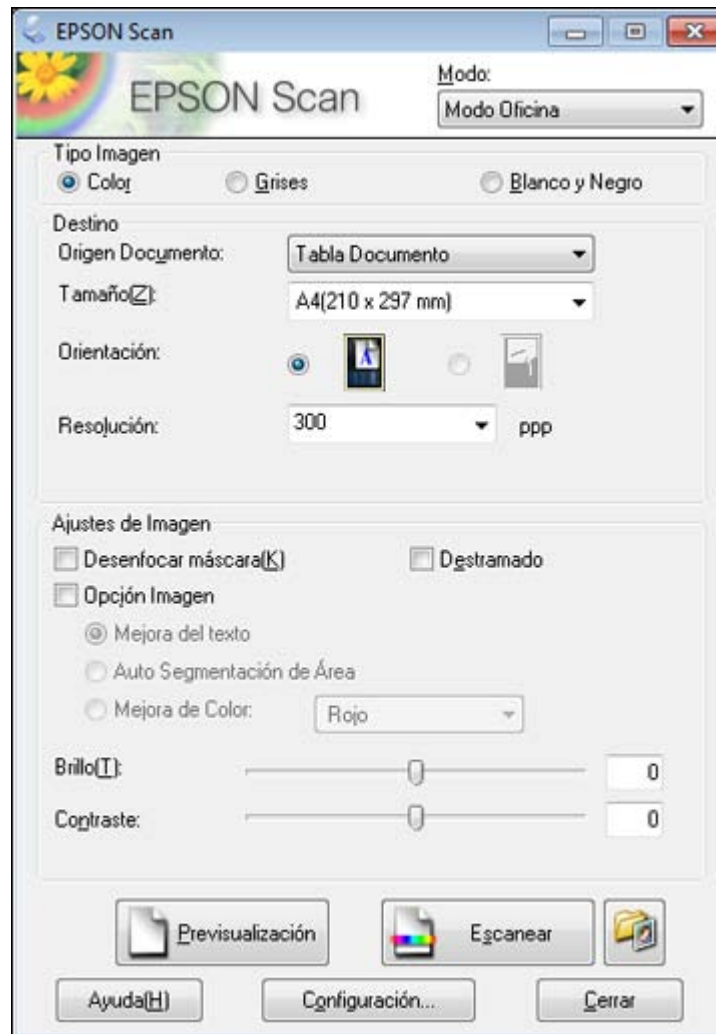 EPSON Scan
EPSON Scan
Modo:
Modo Oficina
Tipo Imagen
Color Grises Blanco y Negro
Destino
Origen Documento: Tabla Documento
Tamaño(Z): A4(210 x 297 mm)
Orientación:
A
Resolución: 300 ppp
Ajustes de Imagen
Desenfocar máscara(K) Destramado
Opción Imagen
Mejora del texto
Auto Segmentación de Área
Mejora de Color: Rojo
Brillo(T): 0
Contraste: 0
Previsualización Escanear
Ayuda(H) Configuración... Cerrar